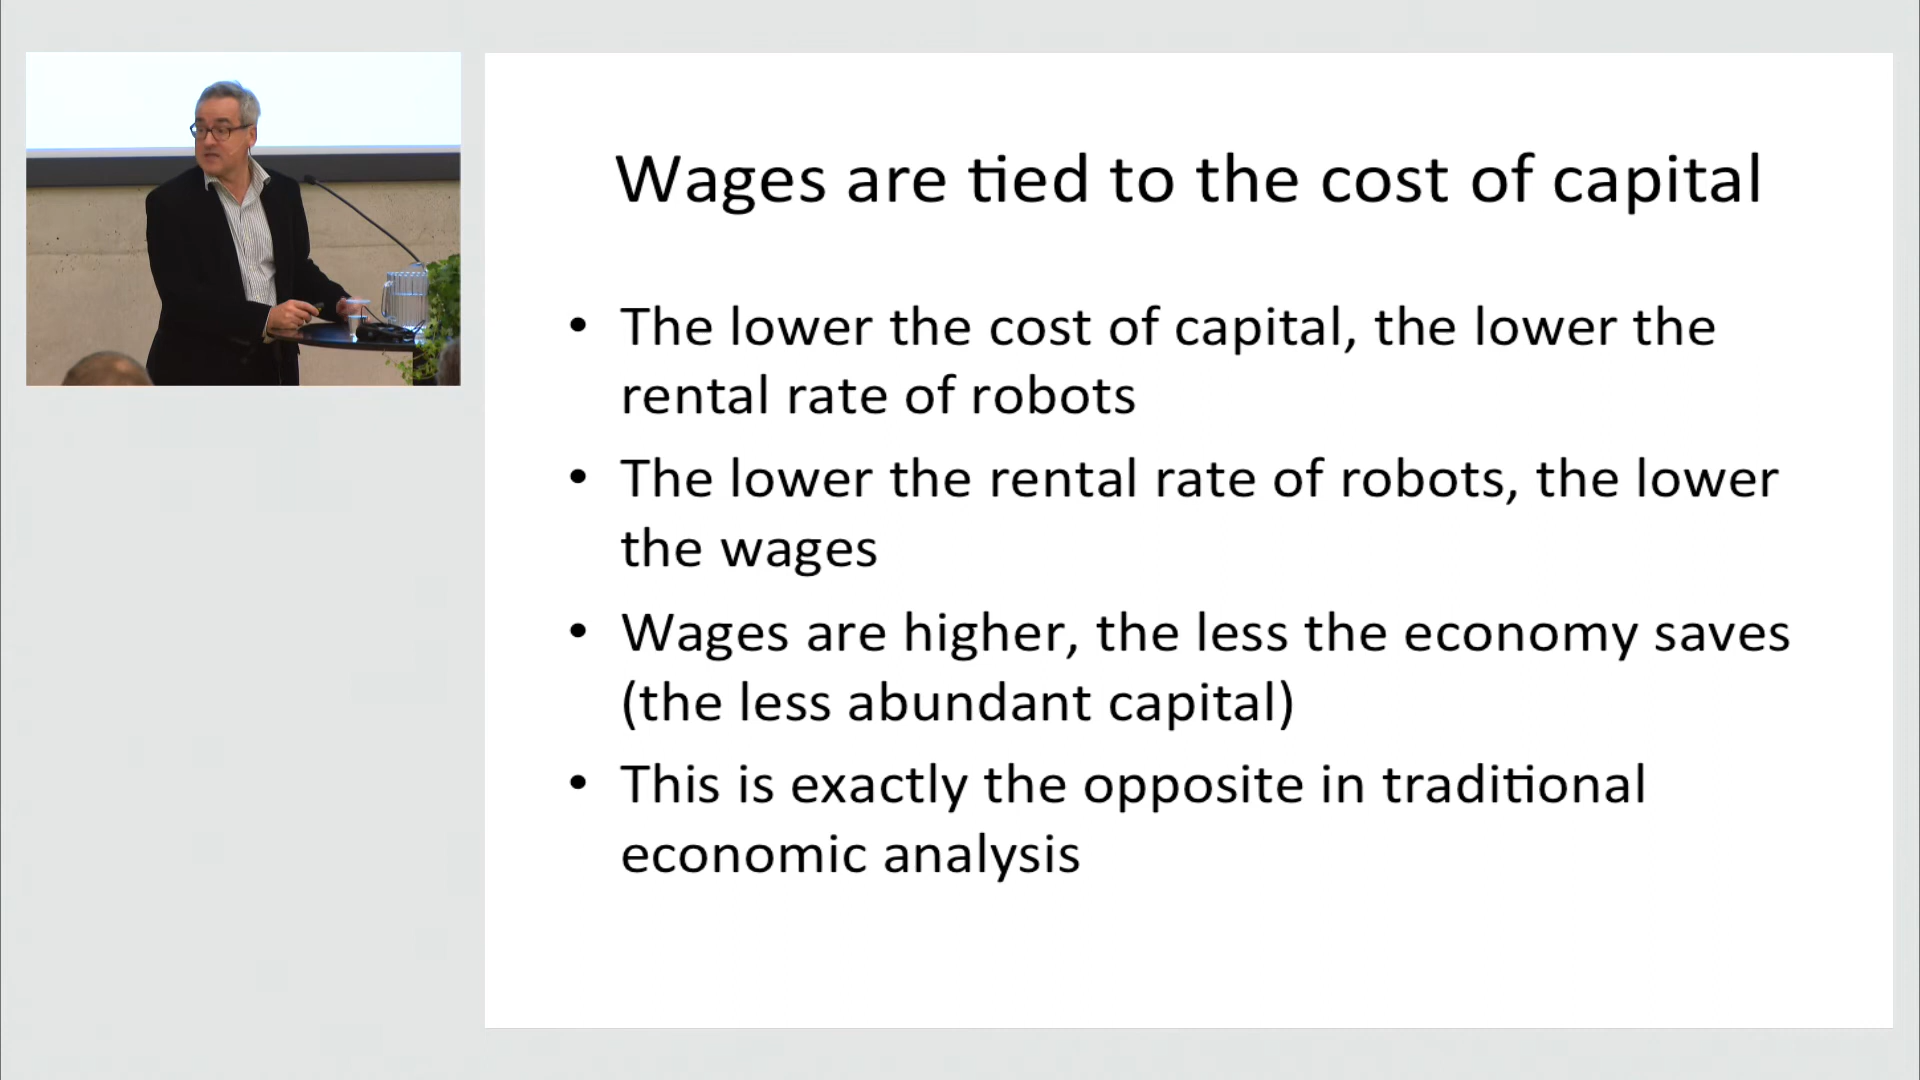 Wages are tied to the cost of capital
• The lower the cost of capital, the lower the
rental rate of robots
• The lower the rental rate of robots, the lower
the wages
• Wages are higher, the less the economy saves
(the less abundant capital)
• This is exactly the opposite in traditional
economic analysis